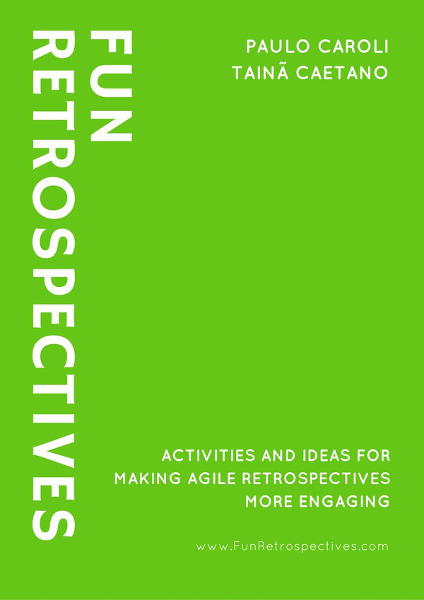 FUN
RETROSPECTIVES
PAULO CAROLI
TAINÃ CAETANO
ACTIVITIES AND IDEAS FOR
MAKING AGILE RETROSPECTIVES
MORE ENGAGING
www.FunRetrospectives.com